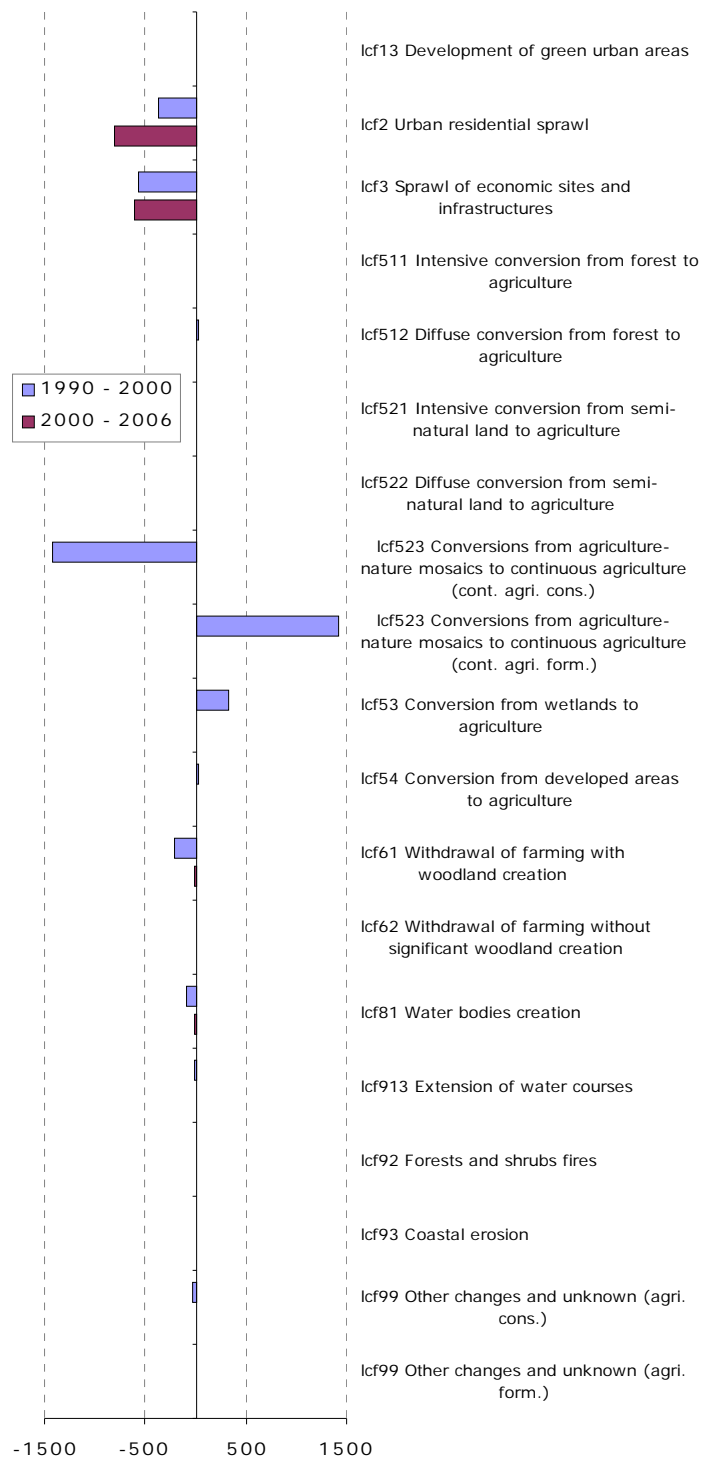 lcf13 Development of green urban areas
lcf2 Urban residential sprawl
lcf3 Sprawl of economic sites and
infrastructures
lcf511 Intensive conversion from forest to
agriculture
lcf512 Diffuse conversion from forest to
agriculture
1990 - 2000
2000 - 2006
lcf521 Intensive conversion from semi-
natural land to agriculture
lcf522 Diffuse conversion from semi-
natural land to agriculture
lcf523 Conversions from agriculture-
nature mosaics to continuous agriculture
(cont. agri. cons.)
lcf523 Conversions from agriculture-
nature mosaics to continuous agriculture
(cont. agri. form.)
lcf53 Conversion from wetlands to
agriculture
lcf54 Conversion from developed areas
to agriculture
lcf61 Withdrawal of farming with
woodland creation
lcf62 Withdrawal of farming without
significant woodland creation
lcf81 Water bodies creation
lcf913 Extension of water courses
lcf92 Forests and shrubs fires
lcf93 Coastal erosion
lcf99 Other changes and unknown (agri.
cons.)
lcf99 Other changes and unknown (agri.
form.)
-1500 -500 500 1500